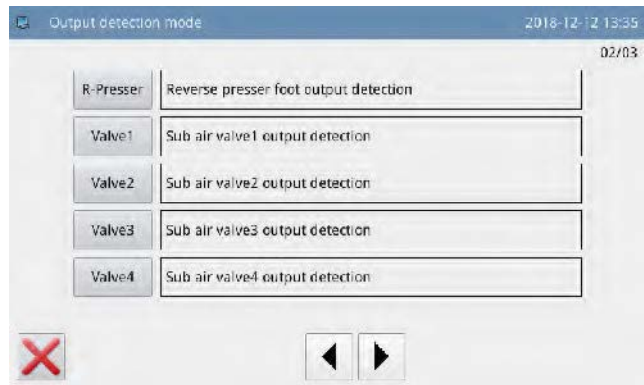 Output detection mode 2018-12-12 13:35
02/03
R-Presser Reverse presser foot output detection
Valve1 Sub air valve1 output detection
Valve2 Sub air valve2 output detection
Valve3 Sub air valve3 output detection
Valve4 Sub air valve4 output detection